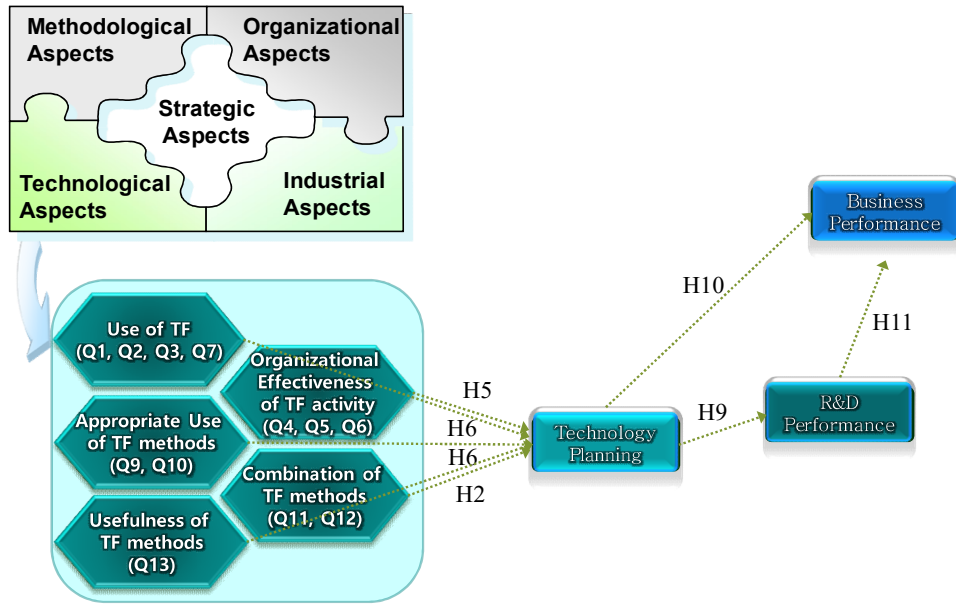 Methodological
Aspects
Organizational
Aspects
Strategic
Aspects
Technological
Aspects
Industrial
Aspects
Use of TF
(Q1, Q2, Q3, Q7)
Organizational
Effectiveness
of TF activity
(Q4, Q5, Q6)
Appropriate Use
of TF methods
(Q9, Q10)
Combination of
TF methods
(Q11, Q12)
Usefulness of
TF methods
(Q13)
H5
H6
H6
H2
Technology
Planning
H10
H9
H11
R&D
Performance
Business
Performance